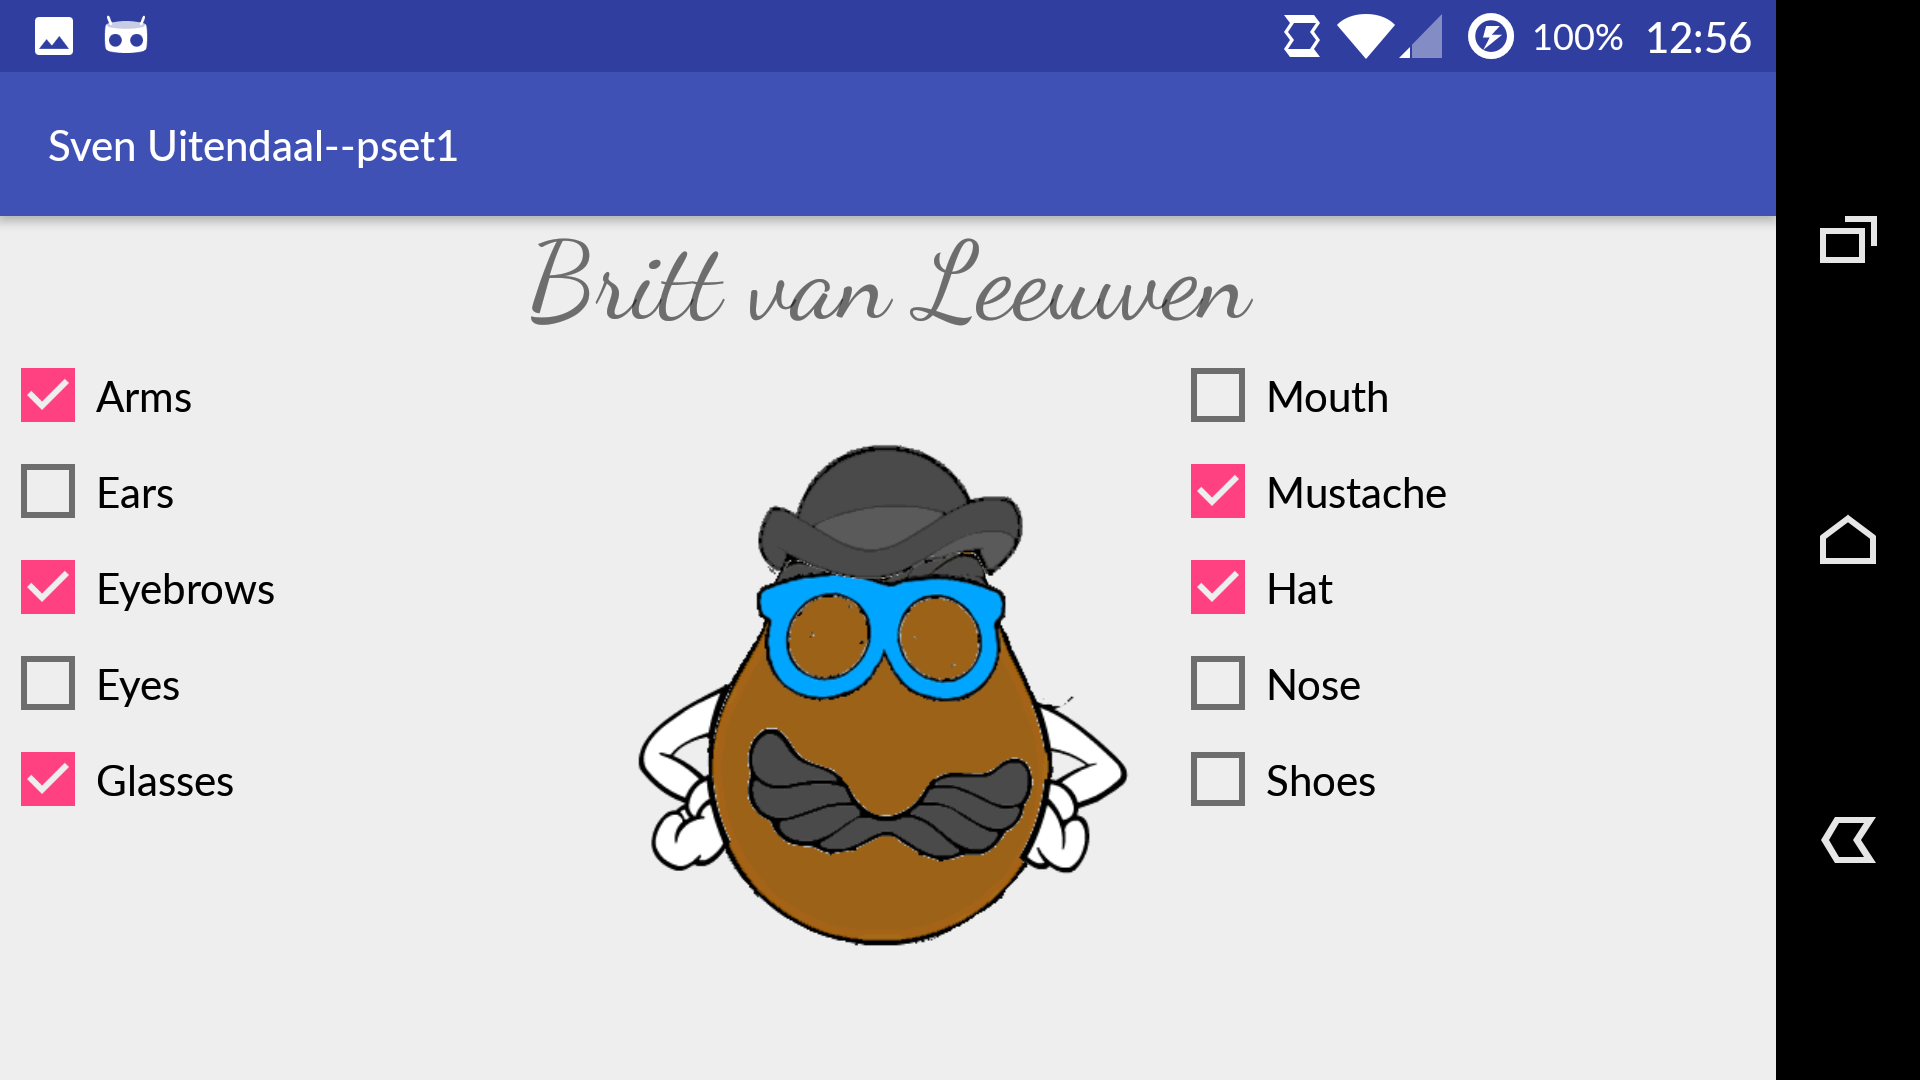 100% 12:56
Sven Uitendaal--pset1
Britt van Leeuwen
Arms
Ears
Eyebrows
Eyes
Glasses
Mouth
Mustache
Hat
Nose
Shoes